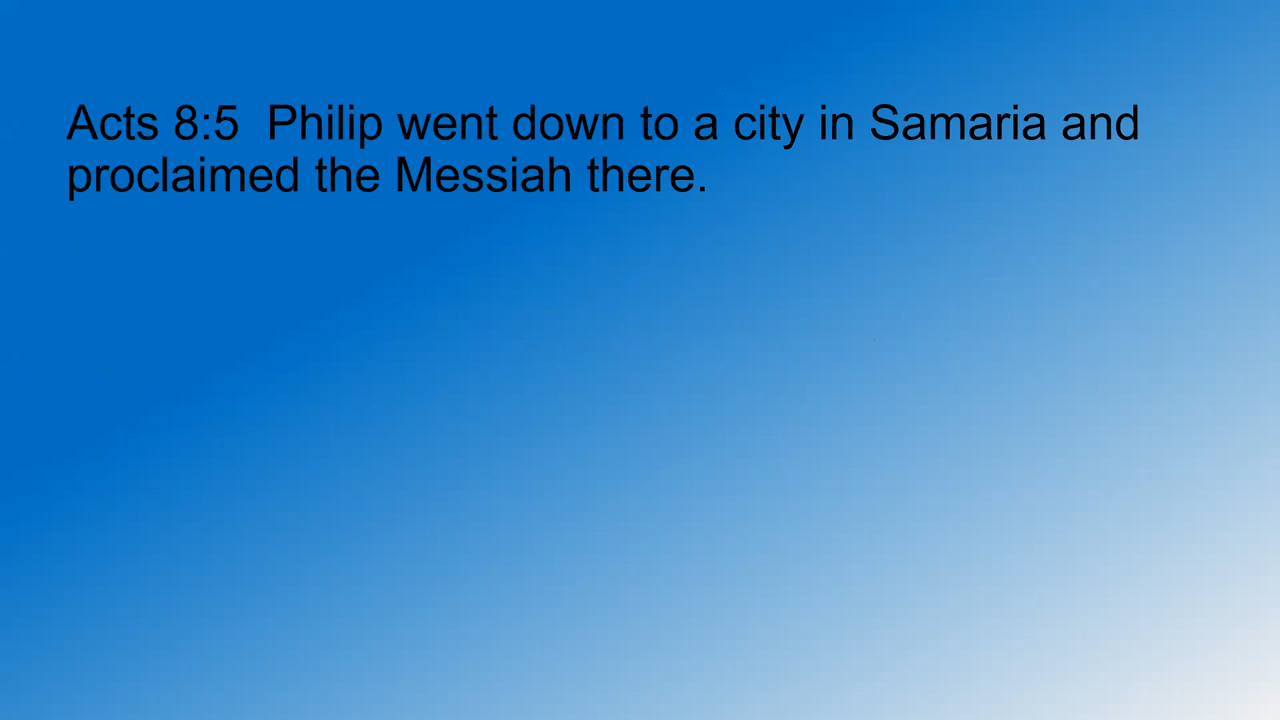 Acts 8:5  Philip went down to a city in Samaria and
proclaimed the Messiah there.